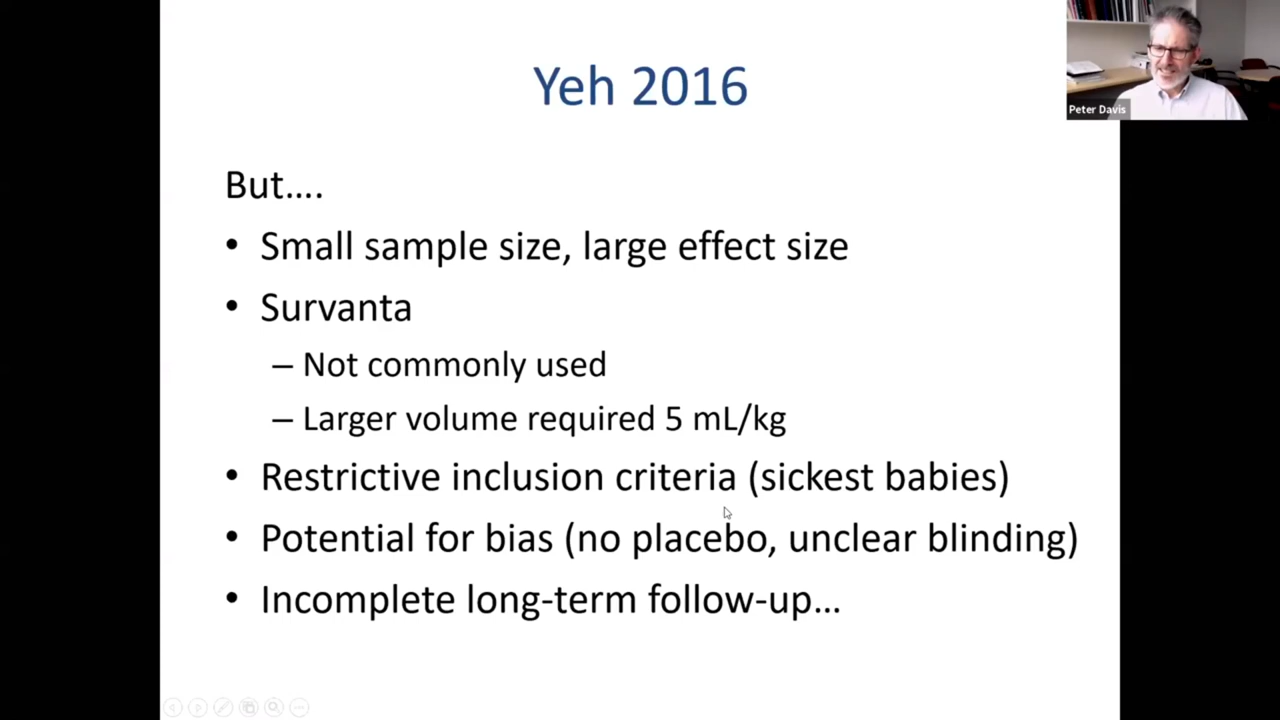 Yeh 2016
Peter Davis
But....
• Small sample size, large effect size
• Survanta
– Not commonly used
– Larger volume required 5 mL/kg
• Restrictive inclusion criteria (sickest babies)
• Potential for bias (no placebo, unclear blinding)
• Incomplete long-term follow-up...